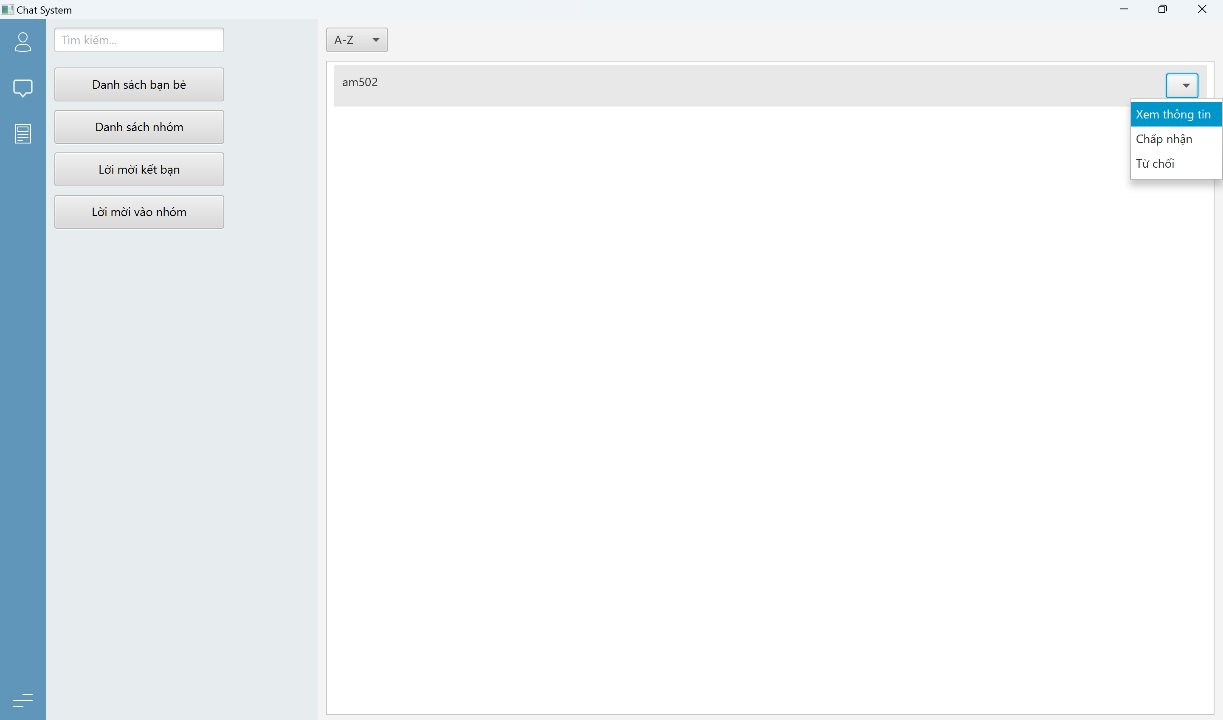 Chat System
Tìm kiếm...
Danh sách bạn bè
Danh sách nhóm
Lời mời kết bạn
Lời mời vào nhóm
A-Z
am502
Xem thông tin
Chấp nhận
Từ chối